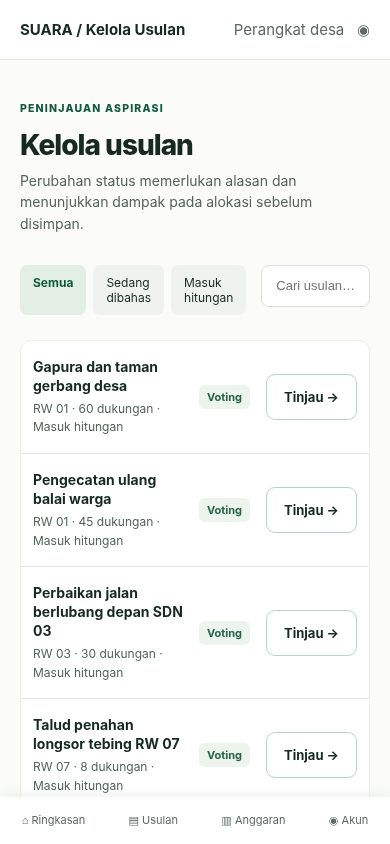 SUARA / Kelola Usulan
Perangkat desa ◉
PENINJAUAN ASPIRASI
Kelola usulan
Perubahan status memerlukan alasan dan
menunjukkan dampak pada alokasi sebelum
disimpan.
Semua
Sedang
dibahas
Masuk
hitungan
Cari usulan…
Gapura dan taman
gerbang desa
RW 01 · 60 dukungan ·
Masuk hitungan
Voting
Tinjau →
Pengecatan ulang
balai warga
RW 01 · 45 dukungan ·
Masuk hitungan
Voting
Tinjau →
Perbaikan jalan
berlubang depan SDN
03
RW 03 · 30 dukungan ·
Masuk hitungan
Voting
Tinjau →
Talud penahan
longsor tebing RW 07
RW 07 · 8 dukungan ·
Masuk hitungan
Voting
Tinjau →
⌂ Ringkasan
▤ Usulan
▥ Anggaran
◉ Akun